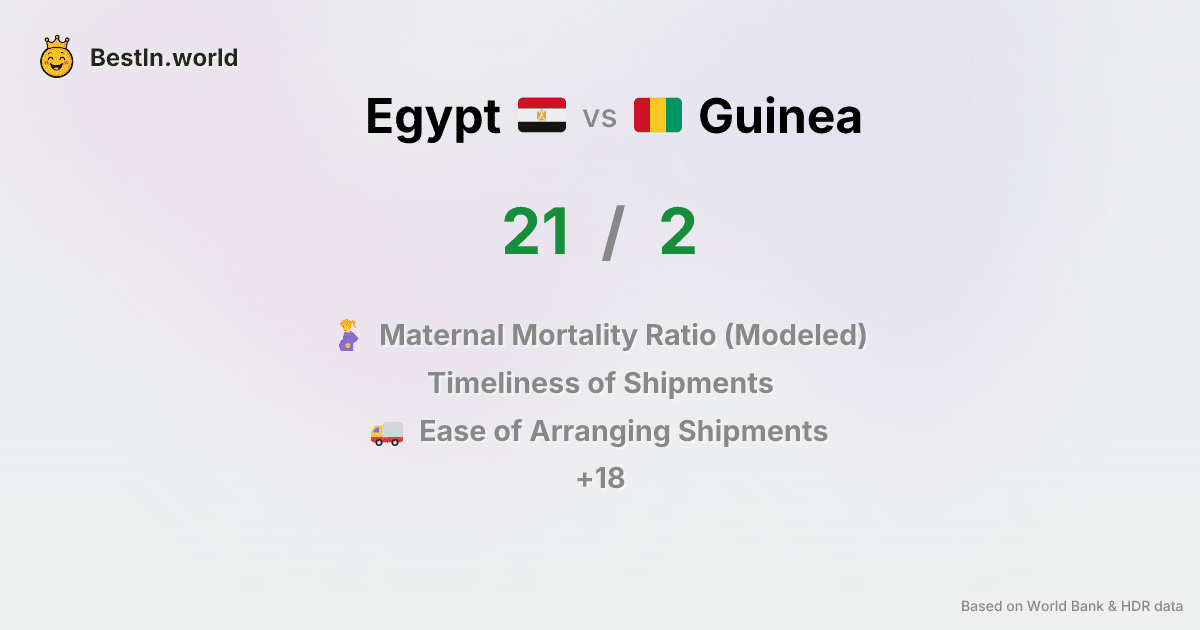 BestIn.world
Egypt vs Guinea
21 / 2
Maternal Mortality Ratio (Modeled)
Timeliness of Shipments
Ease of Arranging Shipments
+18
Based on World Bank & HDR data